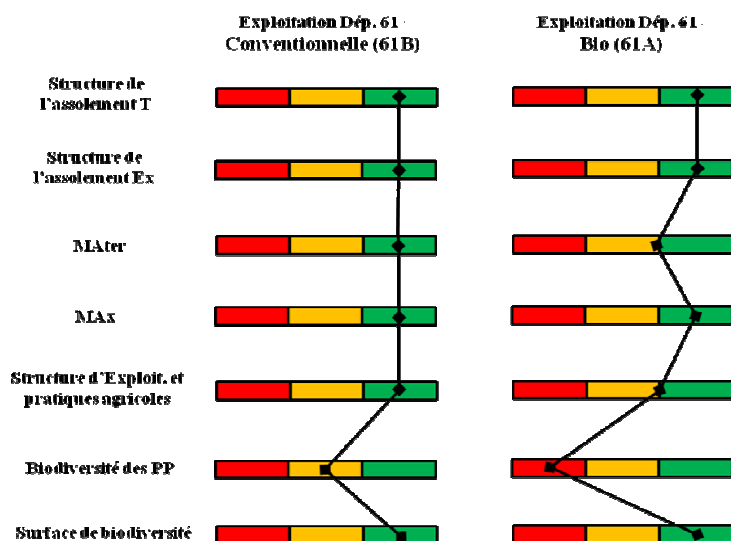 Exploitation Dép. 61
Conventionnelle (61B)
Exploitation Dép. 61
Bio (61A)
Structure de
l'assolement T
Structure de
l'assolement Ex
MAter
MAx
Structure d'Exploit. et
pratiques agricoles
Biodiversité des PP
Surface de biodiversité